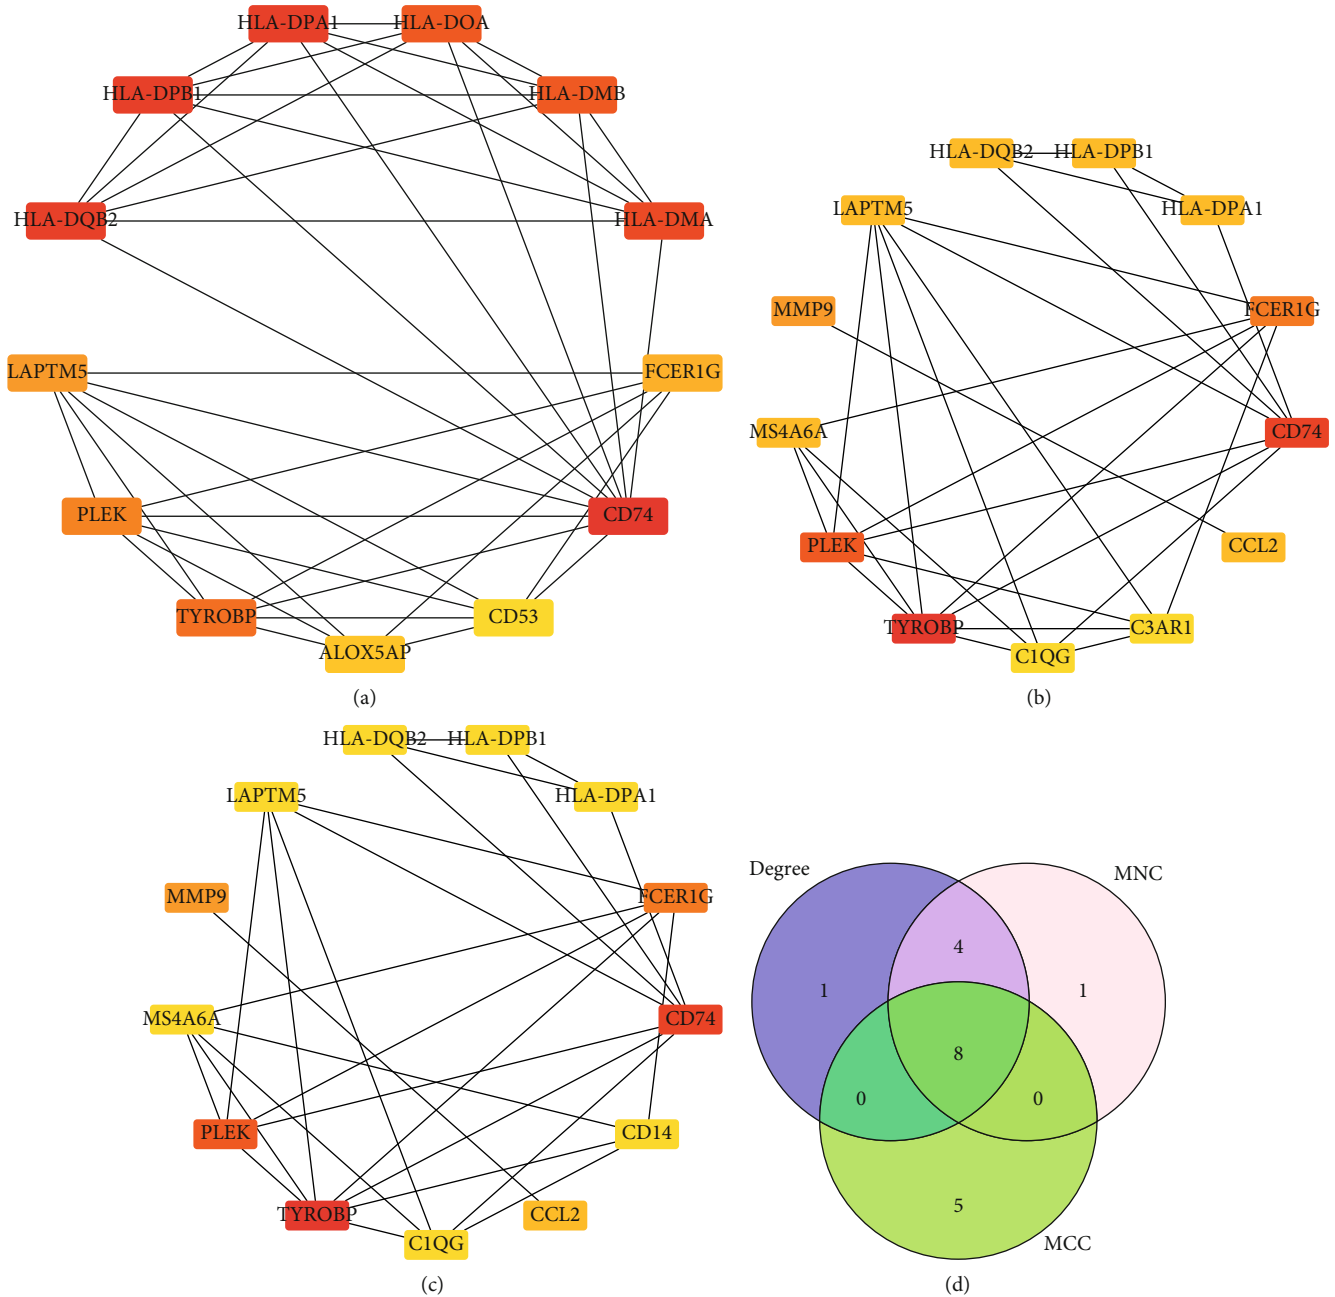 HLA-DPA1
HLA-DOA
HLA-DPB1
HLA-DMB
HLA-DQB2
HLA-DMA
LAPTM5
FCER1G
PLEK
CD74
TYROBP
CD53
ALOX5AP
(a)
HLA-DQB2
HLA-DPB1
LAPTM5
HLA-DPA1
MMP9
FCER1G
MS4A6A
CD74
PLEK
CCL2
TYROBP
C3AR1
C1QG
(b)
HLA-DQB2
HLA-DPB1
LAPTM5
HLA-DPA1
MMP9
FCER1G
MS4A6A
CD74
PLEK
CD14
TYROBP
CCL2
C1QG
(c)
Degree
MNC
4
1
1
8
0
0
5
MCC
(d)